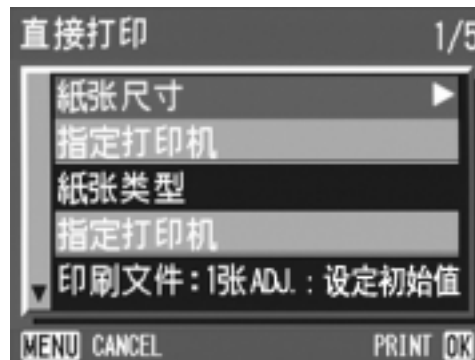 直接打印 1/5
紙张尺寸
指定打印机
紙张类型
指定打印机
印刷文件:1张 ADJ.:设定初始值
MENU CANCEL PRINT OK